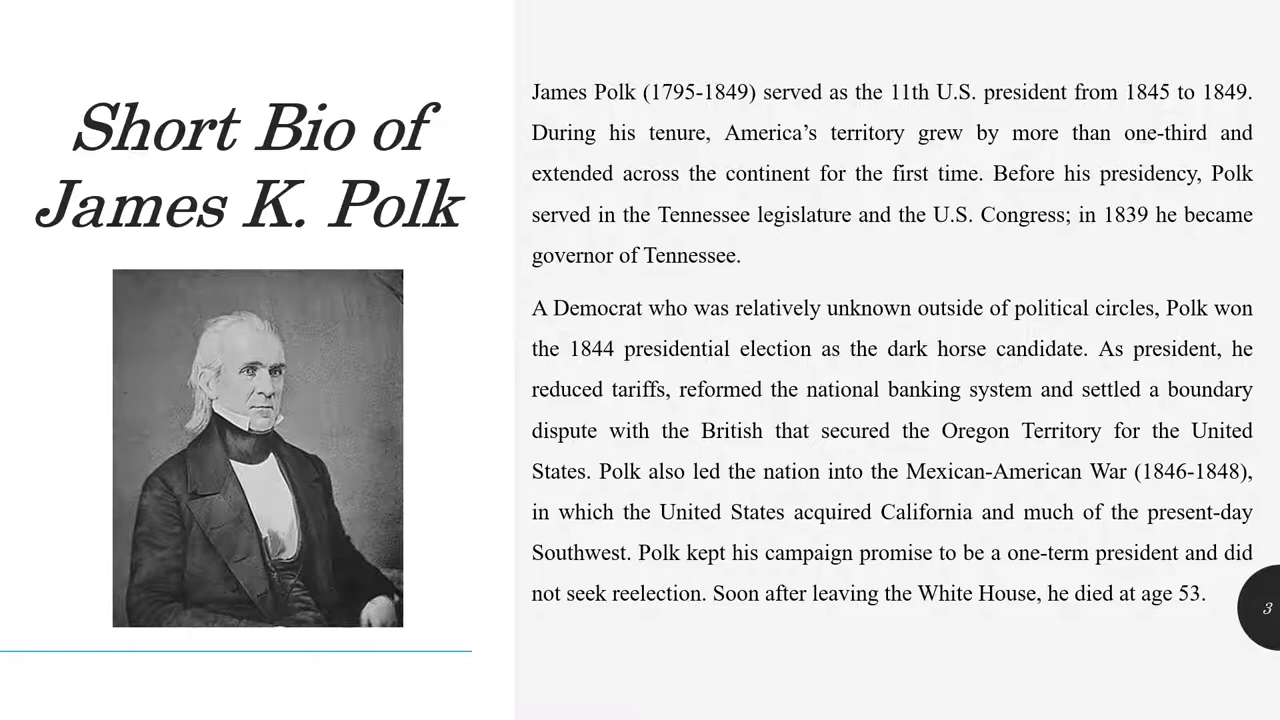 Short Bio of
James K. Polk
James Polk (1795-1849) served as the 11th U.S. president from 1845 to 1849.
During his tenure, America’s territory grew by more than one-third and
extended across the continent for the first time. Before his presidency, Polk
served in the Tennessee legislature and the U.S. Congress; in 1839 he became
governor of Tennessee.
A Democrat who was relatively unknown outside of political circles, Polk won
the 1844 presidential election as the dark horse candidate. As president, he
reduced tariffs, reformed the national banking system and settled a boundary
dispute with the British that secured the Oregon Territory for the United
States. Polk also led the nation into the Mexican-American War (1846-1848),
in which the United States acquired California and much of the present-day
Southwest. Polk kept his campaign promise to be a one-term president and did
not seek reelection. Soon after leaving the White House, he died at age 53.
3